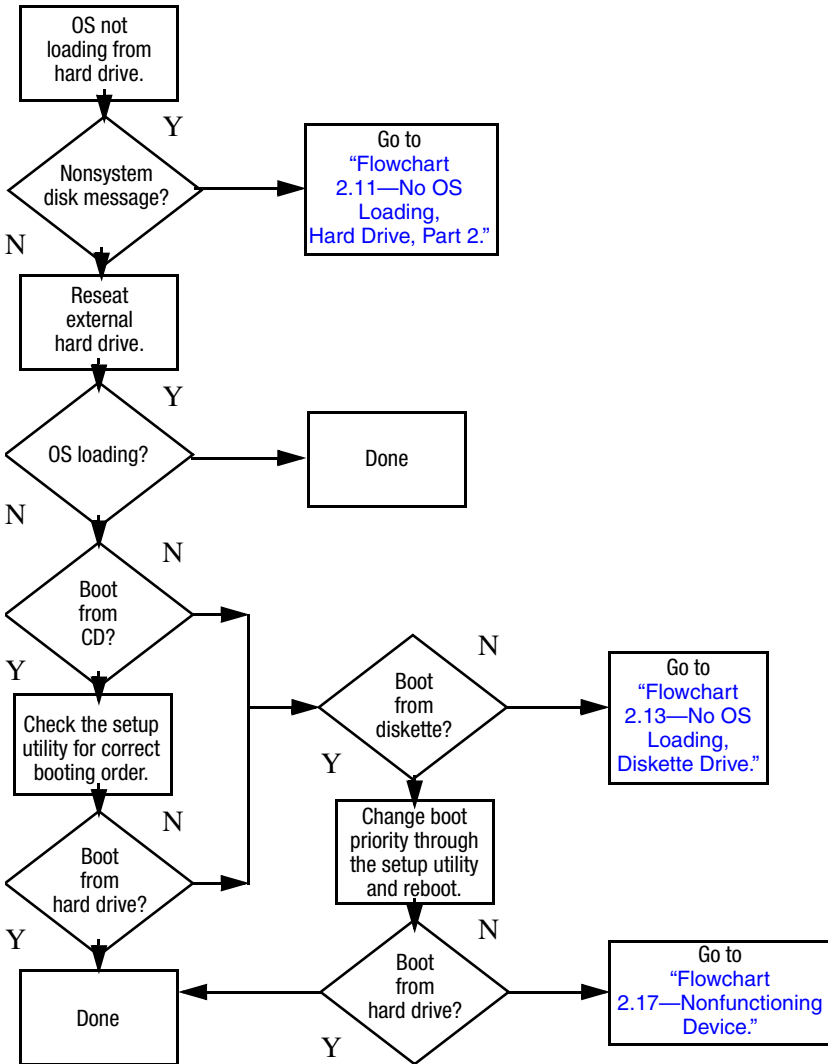 OS not
loading from
hard drive.
Y
Nonsystem
disk message?
Go to
“Flowchart
2.11—No OS
Loading,
Hard Drive, Part 2.”
N
Reseat
external
hard drive.
Y
OS loading?
Done
N
N
Boot
from
CD?
Y
Check the setup
utility for correct
booting order.
N
Boot
from
hard drive?
Y
Done
N
Boot
from
diskette?
Go to
“Flowchart
2.13—No OS
Loading,
Diskette Drive.”
Y
Change boot
priority through
the setup utility
and reboot.
N
Boot
from
hard drive?
Y
Go to
“Flowchart
2.17—Nonfunctioning
Device.”